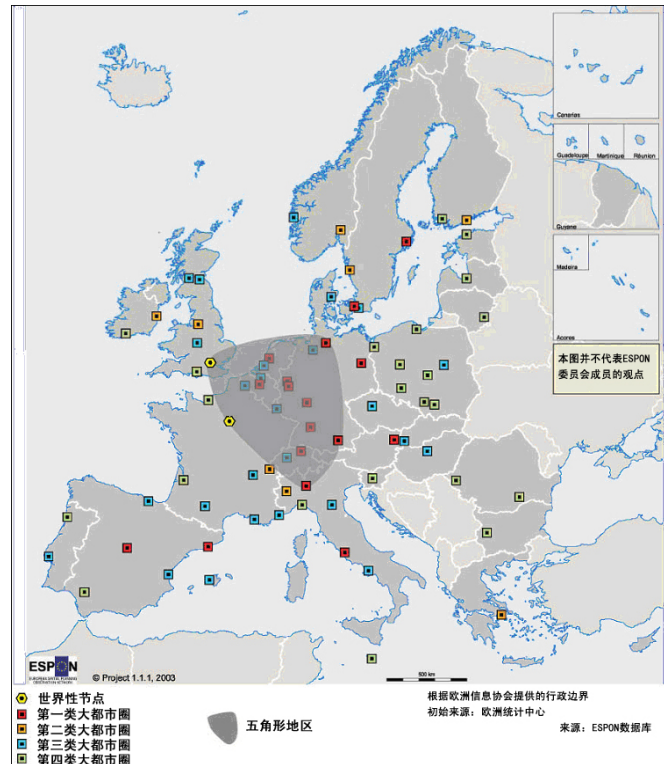 Canarias
Guadeloupe
Martinique
Réunion
Guyane
Madeira
Acores
本图并不代表ESPON
委员会成员的观点
ESPON
© Project 1.1.1, 2003
500 km
世界性节点
第一类大都市圈
第二类大都市圈
第三类大都市圈
第四类大都市圈
五角形地区
根据欧洲信息协会提供的行政边界
初始来源:欧洲统计中心
来源:ESPON数据库